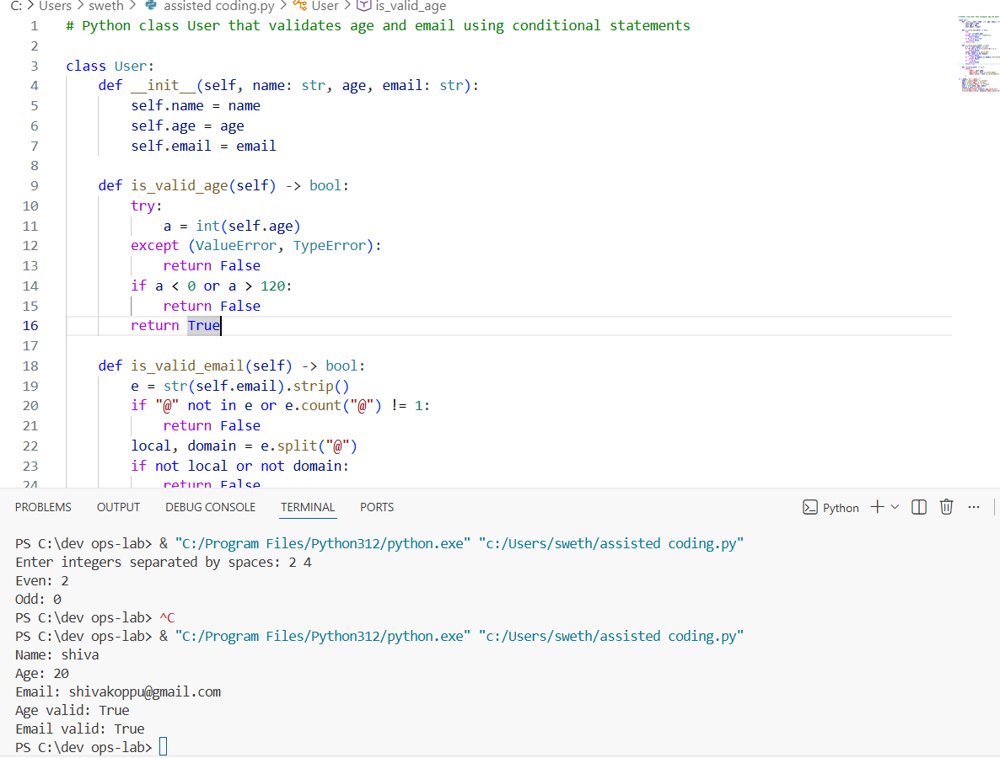 C: > Users > sweth > assisted coding.py > User > is_valid_age
1 # Python class User that validates age and email using conditional statements
2
3 class User:
4     def __init__(self, name: str, age, email: str):
5         self.name = name
6         self.age = age
7         self.email = email
8
9     def is_valid_age(self) -> bool:
10         try:
11             a = int(self.age)
12         except (ValueError, TypeError):
13             return False
14         if a < 0 or a > 120:
15             return False
16         return True
17
18     def is_valid_email(self) -> bool:
19         e = str(self.email).strip()
20         if "@" not in e or e.count("@") != 1:
21             return False
22         local, domain = e.split("@")
23         if not local or not domain:
24             return False
PROBLEMS OUTPUT DEBUG CONSOLE TERMINAL PORTS Python
PS C:\dev ops-lab> & "C:/Program Files/Python312/python.exe" "c:/Users/sweth/assisted coding.py"
Enter integers separated by spaces: 2 4
Even: 2
Odd: 0
PS C:\dev ops-lab> ^C
PS C:\dev ops-lab> & "C:/Program Files/Python312/python.exe" "c:/Users/sweth/assisted coding.py"
Name: shiva
Age: 20
Email: shivakoppu@gmail.com
Age valid: True
Email valid: True
PS C:\dev ops-lab>